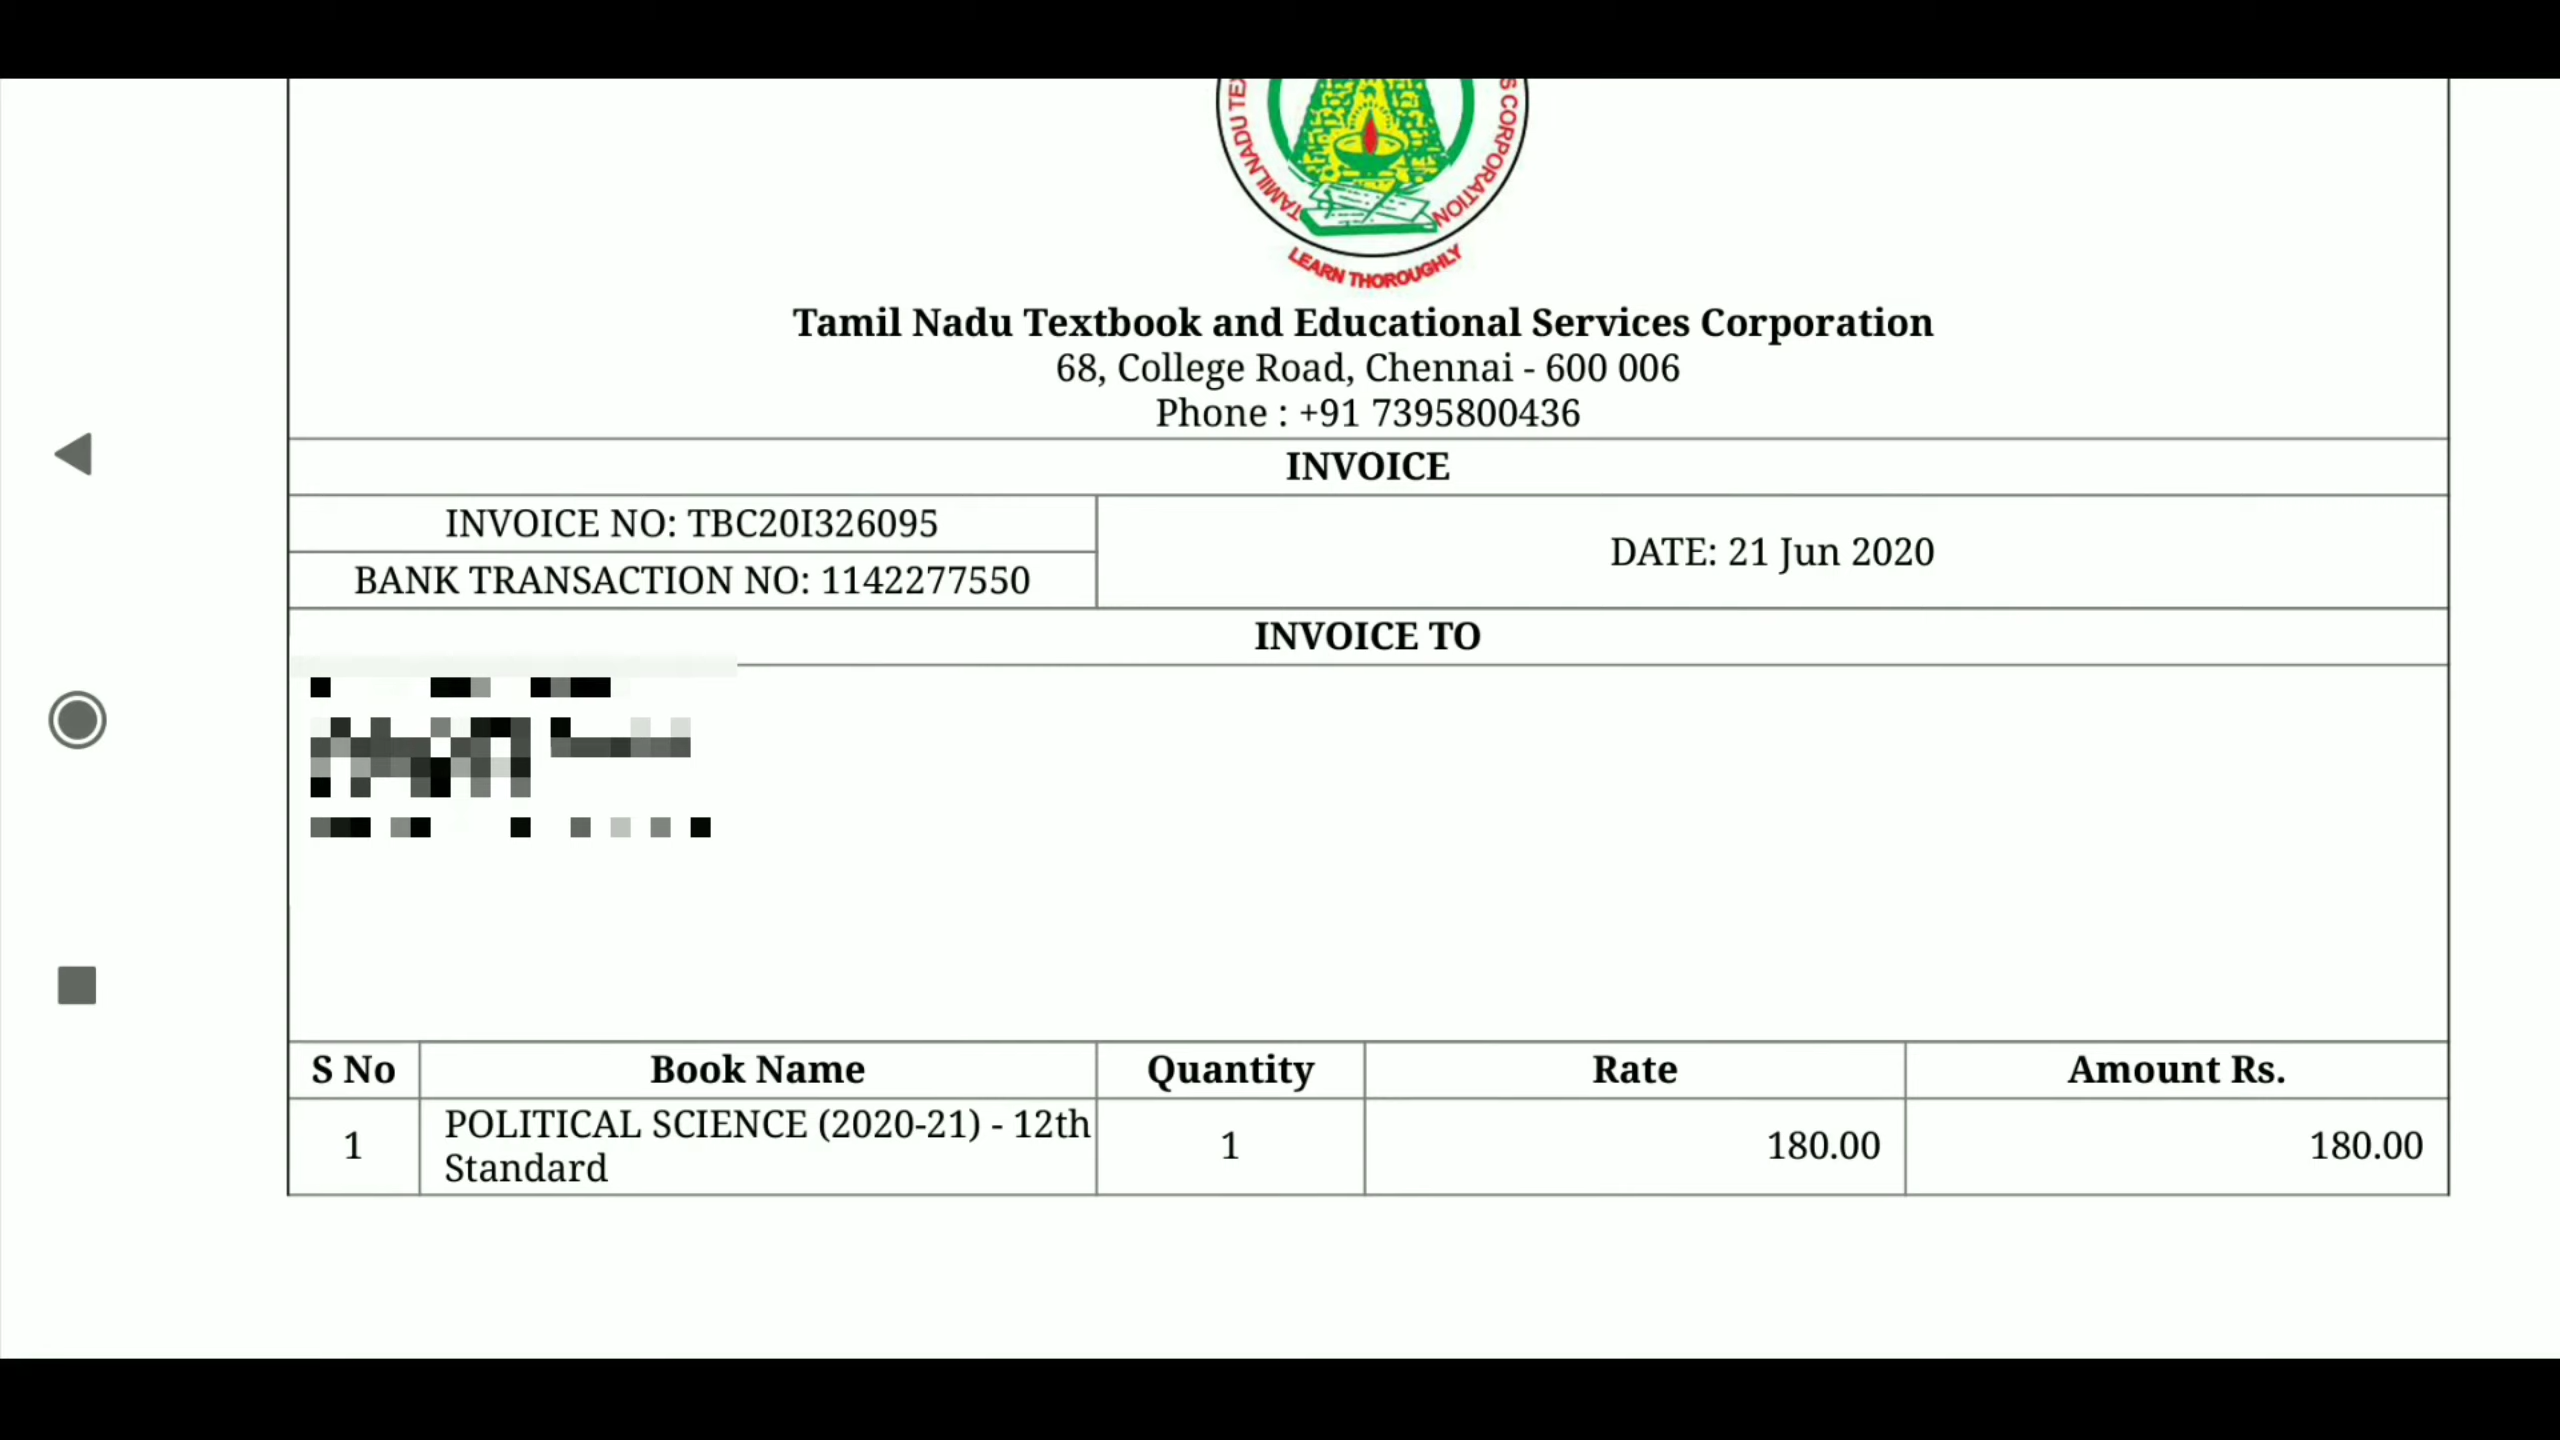 TAMILNADU TE
S CORPORATION
LEARN THOROUGHLY
Tamil Nadu Textbook and Educational Services Corporation
68, College Road, Chennai - 600 006
Phone : +91 7395800436
INVOICE
INVOICE NO: TBC20I326095
BANK TRANSACTION NO: 1142277550
DATE: 21 Jun 2020
INVOICE TO
S No Book Name Quantity Rate Amount Rs.
1 POLITICAL SCIENCE (2020-21) - 12th 1 180.00 180.00
Standard